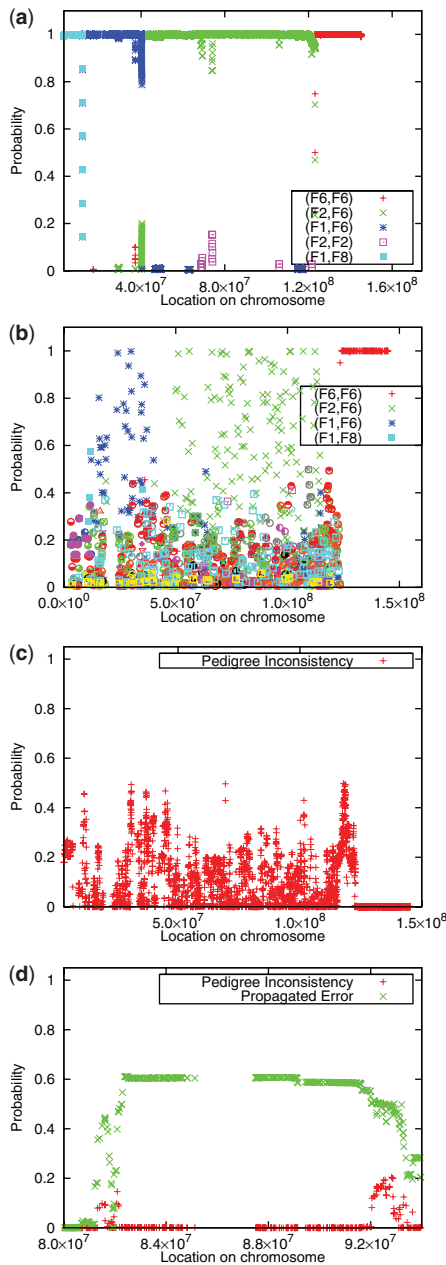 (a)
1
0.8
0.6
0.4
0.2
0
Probability
(F6,F6)
(F2,F6)
(F1,F6)
(F2,F2)
(F1,F8)
4.0×10⁷ 8.0×10⁷ 1.2×10⁸ 1.6×10⁸
Location on chromosome
(b)
1
0.8
0.6
0.4
0.2
0
Probability
(F6,F6)
(F2,F6)
(F1,F6)
(F1,F8)
0.0×10⁰ 5.0×10⁷ 1.0×10⁸ 1.5×10⁸
Location on chromosome
(c)
Pedigree Inconsistency
1
0.8
0.6
0.4
0.2
0
Probability
5.0×10⁷ 1.0×10⁸ 1.5×10⁸
Location on chromosome
(d)
Pedigree Inconsistency
Propagated Error
1
0.8
0.6
0.4
0.2
0
Probability
8.0×10⁷ 8.4×10⁷ 8.8×10⁷ 9.2×10⁷
Location on chromosome